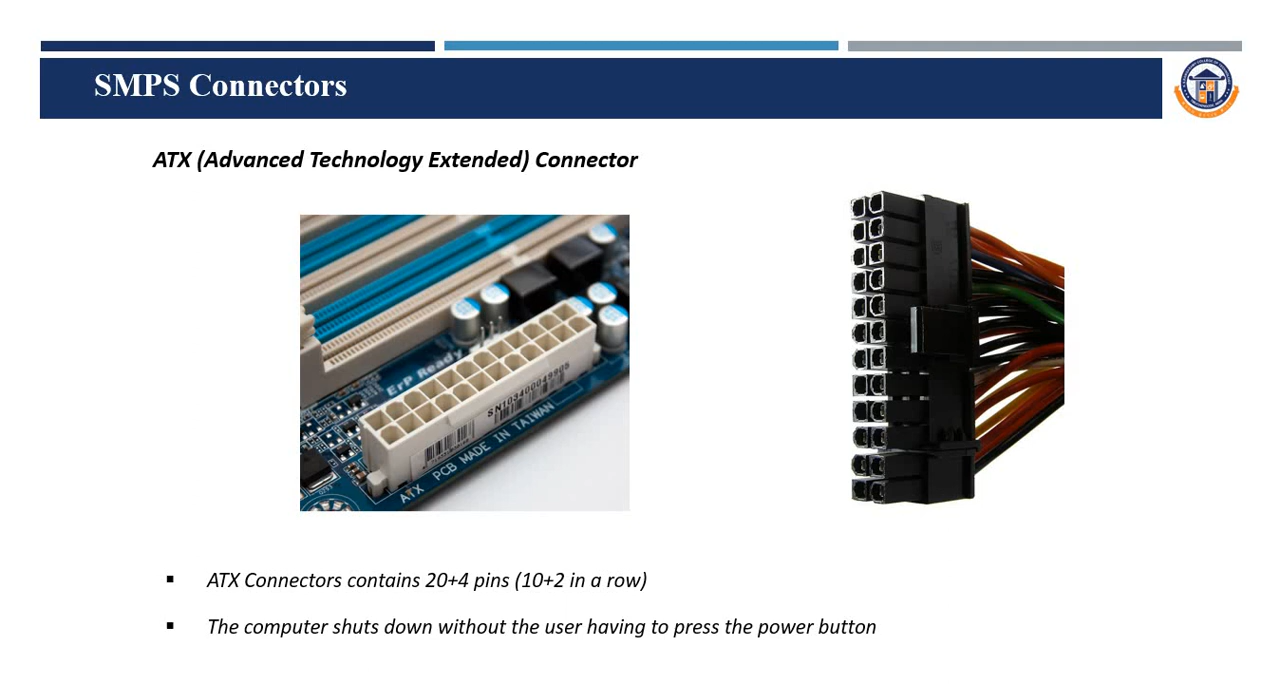 SMPS Connectors
ATX (Advanced Technology Extended) Connector
ErP Ready
SN103400049905
ATX PCB MADE IN TAIWAN
ATX Connectors contains 20+4 pins (10+2 in a row)
The computer shuts down without the user having to press the power button